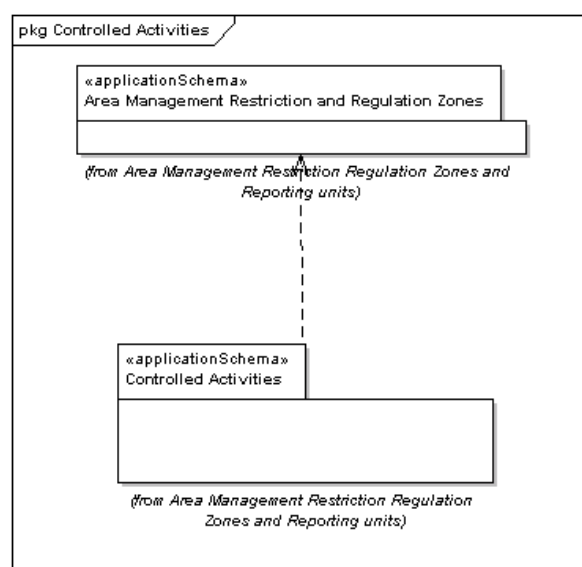 pkg Controlled Activities
«applicationSchema»
Area Management Restriction and Regulation Zones
(from Area Management Restriction Regulation Zones and
Reporting units)
«applicationSchema»
Controlled Activities
(from Area Management Restriction Regulation
Zones and Reporting units)